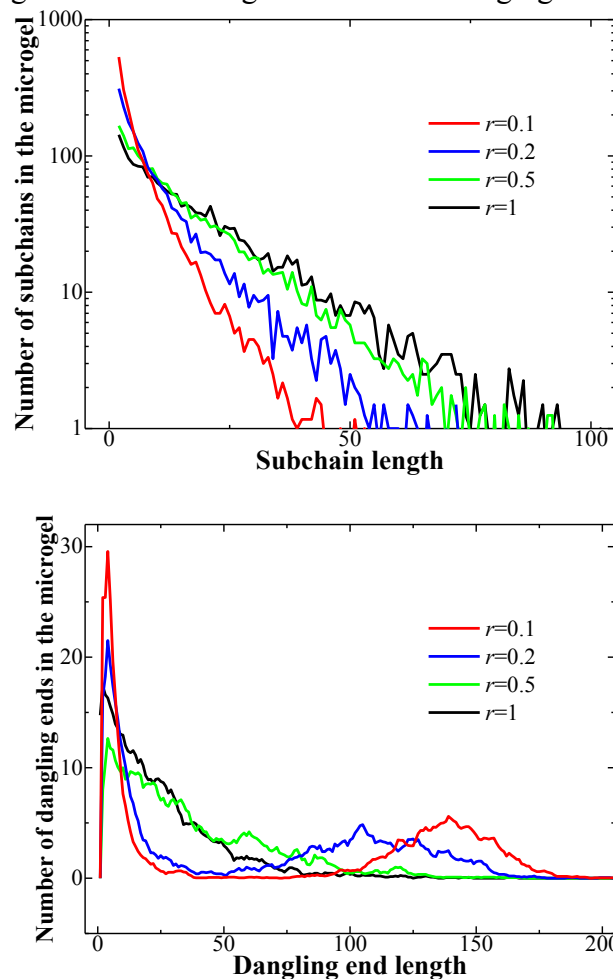 1000
100
10
1
Number of subchains in the microgel
r=0.1
r=0.2
r=0.5
r=1
0 50 100
Subchain length
30
20
10
0
Number of dangling ends in the microgel
r=0.1
r=0.2
r=0.5
r=1
0 50 100 150 200
Dangling end length